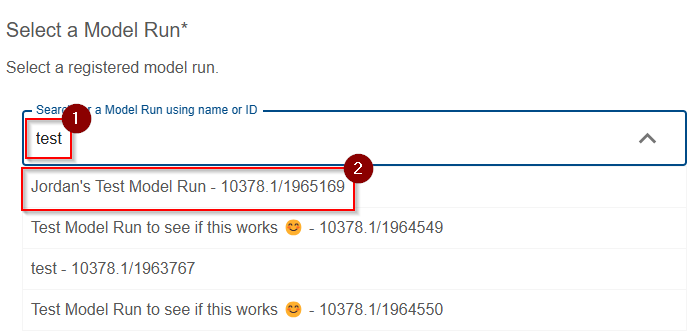 Select a Model Run*
Select a registered model run.
Search for a Model Run using name or ID
1
test
2
Jordan's Test Model Run - 10378.1/1965169
Test Model Run to see if this works 😊 - 10378.1/1964549
test - 10378.1/1963767
Test Model Run to see if this works 😊 - 10378.1/1964550